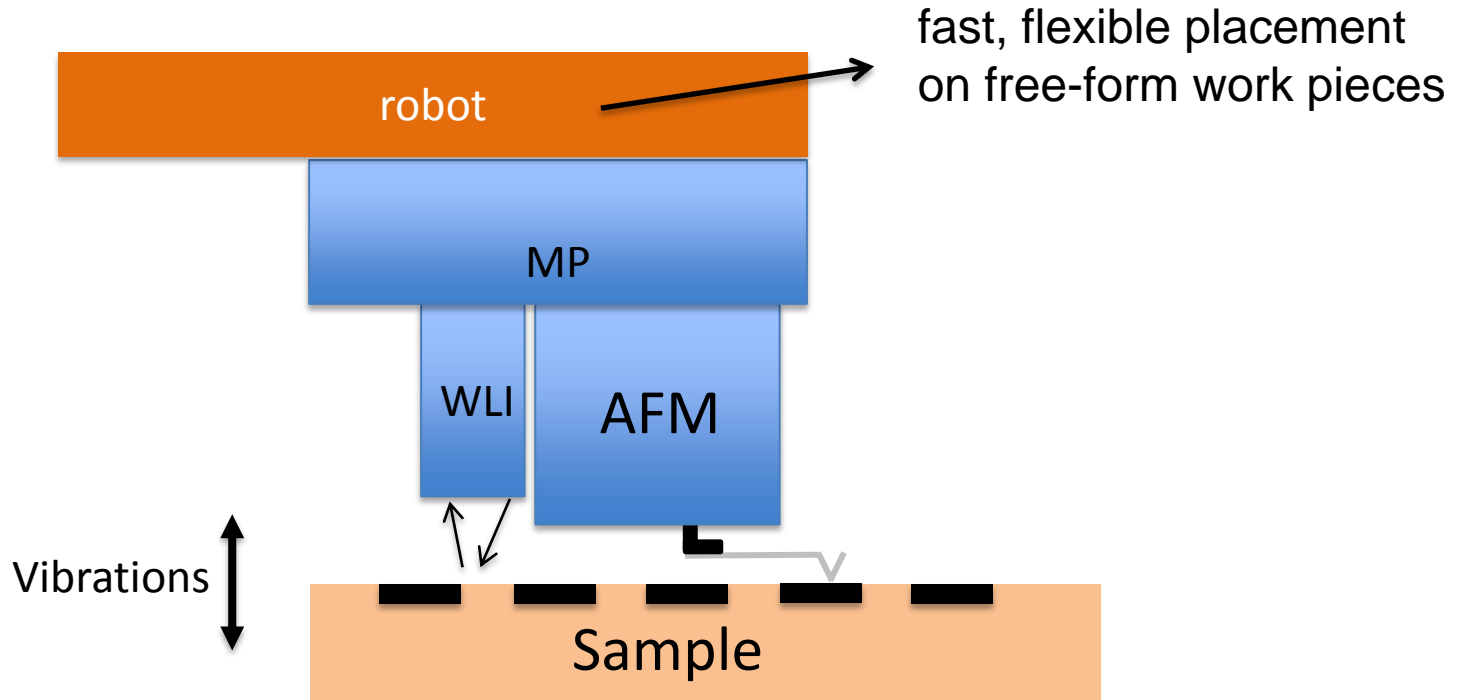 fast, flexible placement
on free-form work pieces
robot
MP
WLI
AFM
Vibrations
Sample